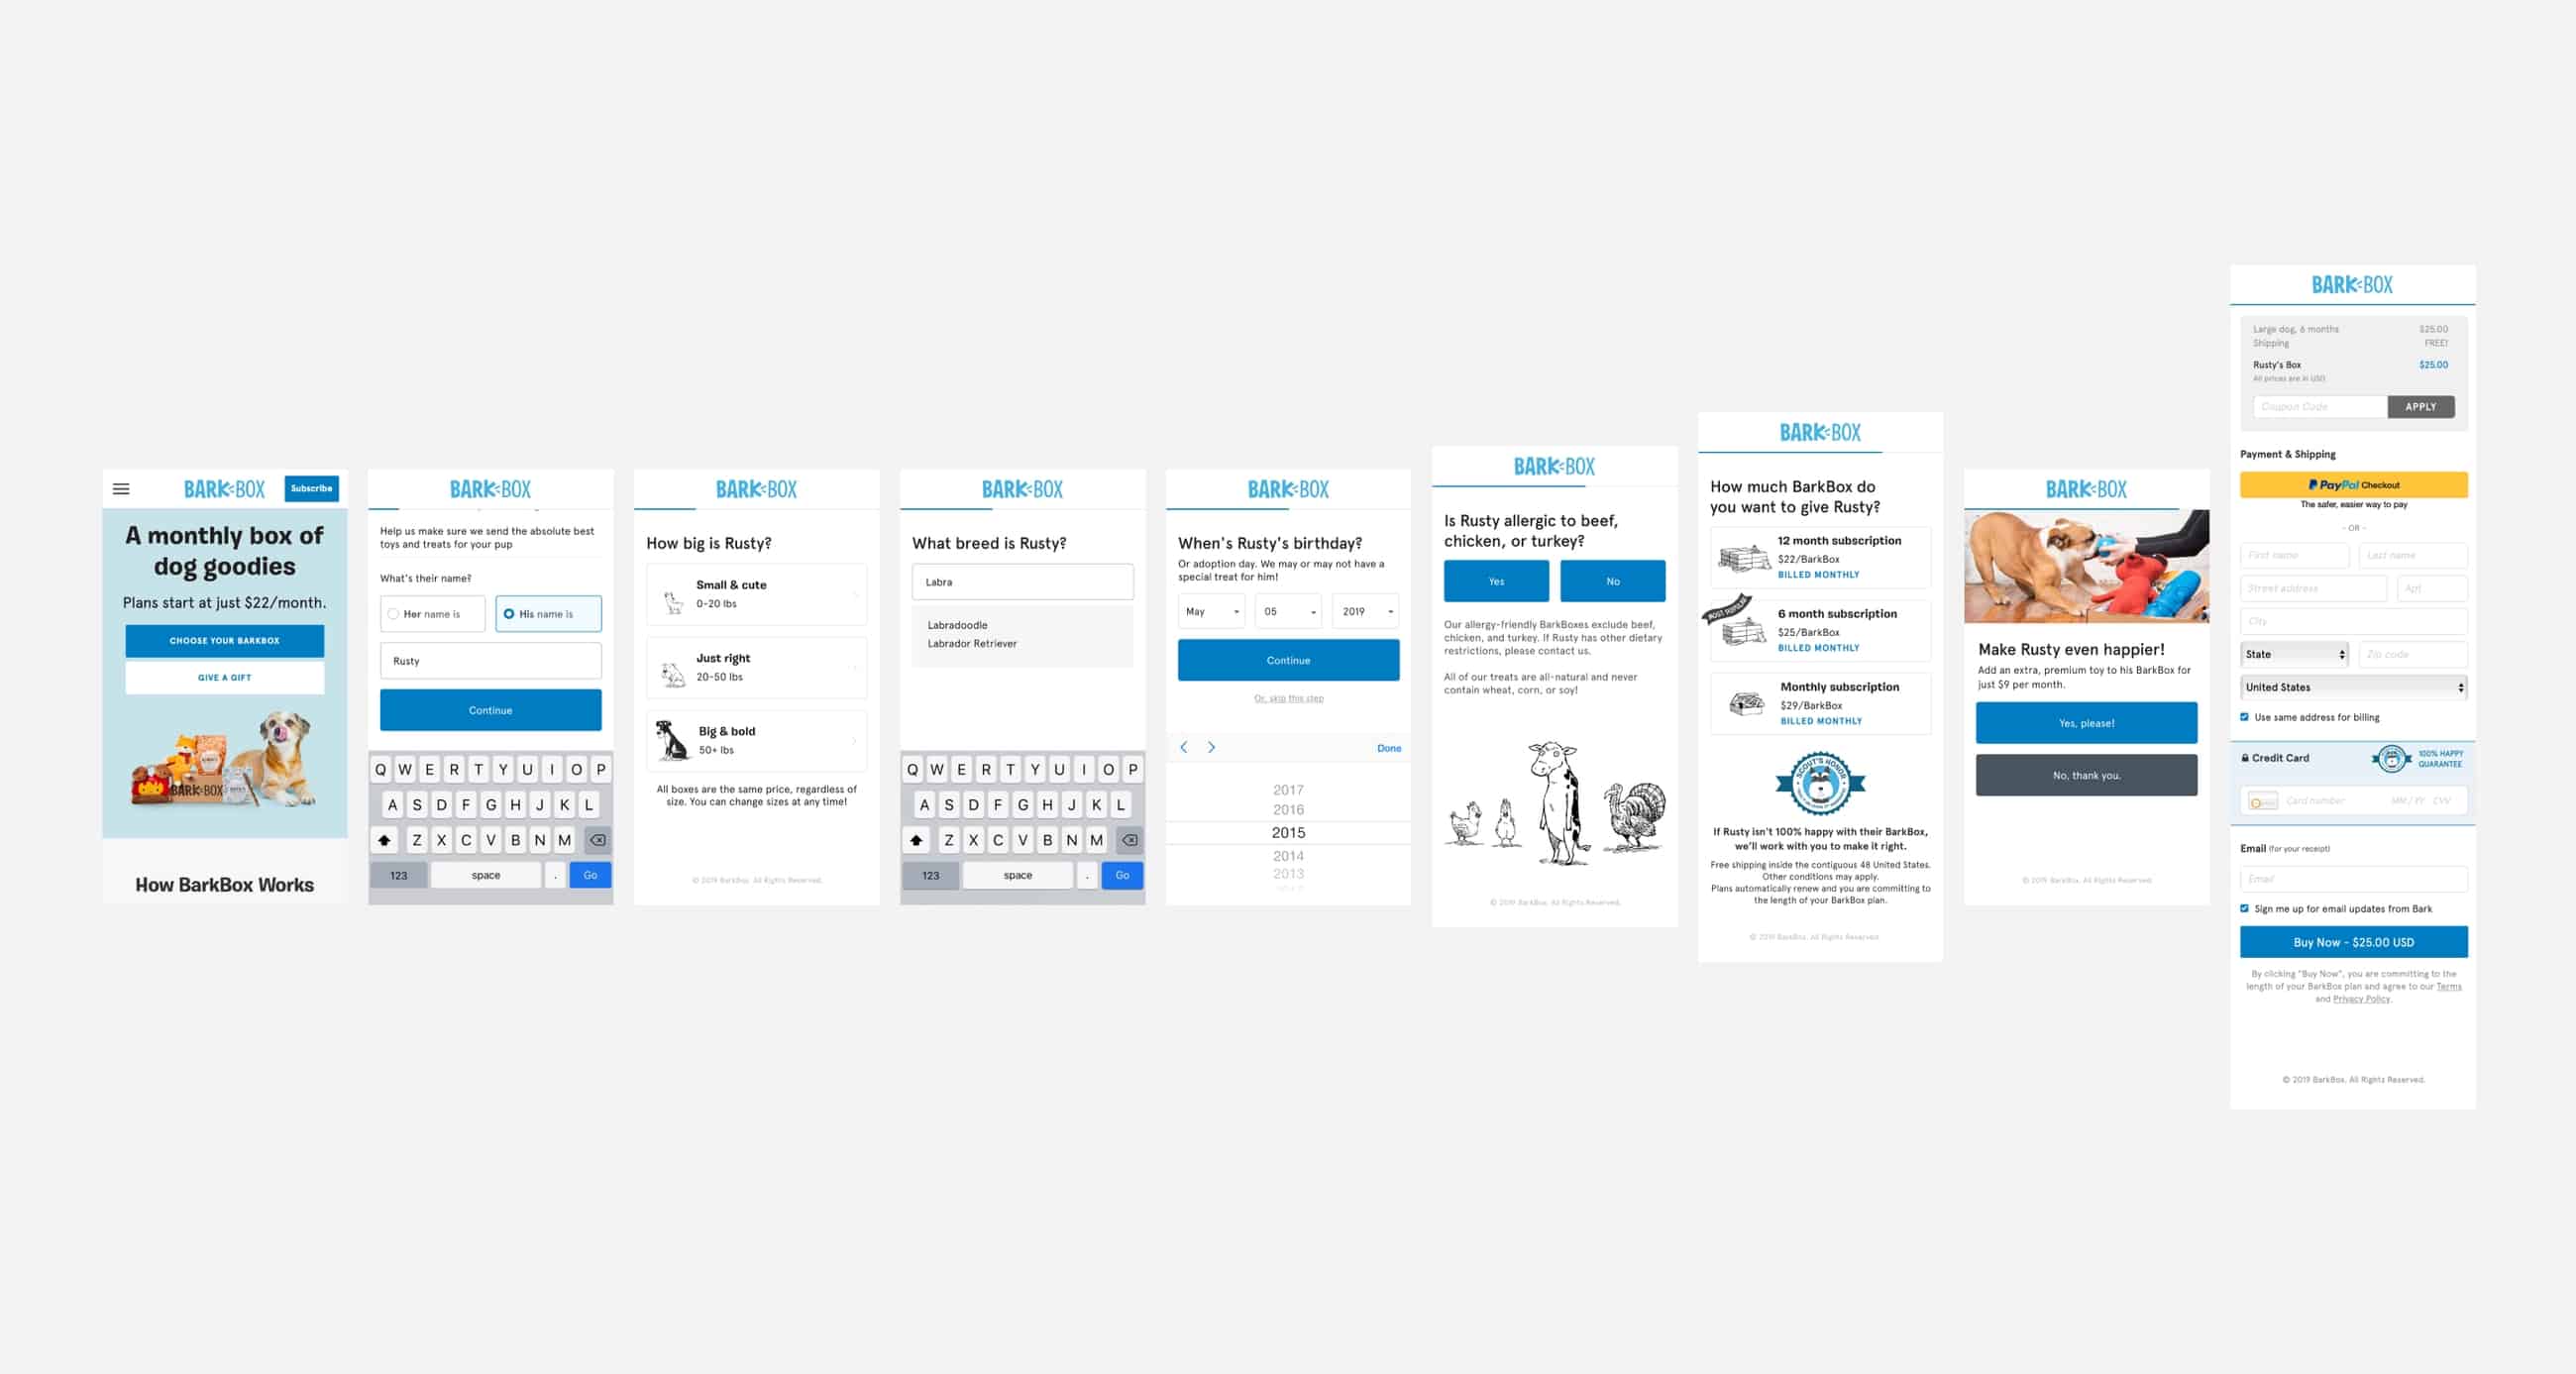 BARK BOX
Subscribe
A monthly box of
dog goodies
Plans start at just $22/month.
CHOOSE YOUR BARKBOX
GIVE A GIFT
BARK BOX
How BarkBox Works
BARK BOX
Help us make sure we send the absolute best
toys and treats for your pup
What's their name?
Her name is
His name is
Rusty
Continue
Q W E R T Y U I O P
A S D F G H J K L
Z X C V B N M
123 space . Go
BARK BOX
How big is Rusty?
Small & cute
0-20 lbs
Just right
20-50 lbs
Big & bold
50+ lbs
All boxes are the same price, regardless of
size. You can change sizes at any time!
© 2019 BarkBox. All Rights Reserved.
BARK BOX
What breed is Rusty?
Labra
Labradoodle
Labrador Retriever
Q W E R T Y U I O P
A S D F G H J K L
Z X C V B N M
123 space . Go
BARK BOX
When's Rusty's birthday?
Or adoption day. We may or may not have a
special treat for him!
May 05 2019
Continue
Or, skip this step
Done
2017
2016
2015
2014
2013
BARK BOX
Is Rusty allergic to beef,
chicken, or turkey?
Yes
No
Our allergy-friendly BarkBoxes exclude beef,
chicken, and turkey. If Rusty has other dietary
restrictions, please contact us.
All of our treats are all-natural and never
contain wheat, corn, or soy!
© 2019 BarkBox. All Rights Reserved.
BARK BOX
How much BarkBox do
you want to give Rusty?
12 month subscription
$22/BarkBox
BILLED MONTHLY
MOST POPULAR
6 month subscription
$25/BarkBox
BILLED MONTHLY
Monthly subscription
$29/BarkBox
BILLED MONTHLY
SCOUT'S HONOR
If Rusty isn't 100% happy with their BarkBox,
we'll work with you to make it right.
Free shipping inside the contiguous 48 United States.
Other conditions may apply.
Plans automatically renew and you are committing to
the length of your BarkBox plan.
© 2019 BarkBox. All Rights Reserved
BARK BOX
Make Rusty even happier!
Add an extra, premium toy to his BarkBox for
just $9 per month.
Yes, please!
No, thank you.
© 2019 BarkBox. All Rights Reserved
BARK BOX
Large dog, 6 months $25.00
Shipping FREE!
Rusty's Box $25.00
All prices are in USD
Coupon Code APPLY
Payment & Shipping
PayPal Checkout
The safer, easier way to pay
- OR -
First name Last name
Street address Apt
City
State Zip code
United States
Use same address for billing
Credit Card
100% HAPPY
GUARANTEE
Card number MM / YY CVV
Email (for your receipt)
Email
Sign me up for email updates from Bark
Buy Now - $25.00 USD
By clicking "Buy Now", you are committing to the
length of your BarkBox plan and agree to our Terms
and Privacy Policy.
© 2019 BarkBox. All Rights Reserved.